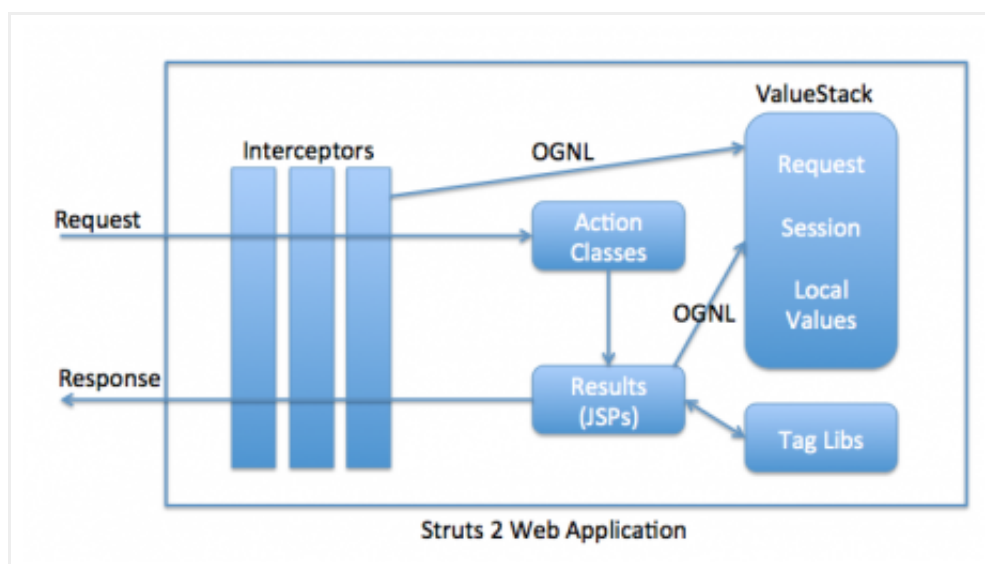 ValueStack
Interceptors
OGNL
Request
Request
Action
Classes
Session
OGNL
Local
Values
Response
Results
(JSPs)
Tag Libs
Struts 2 Web Application